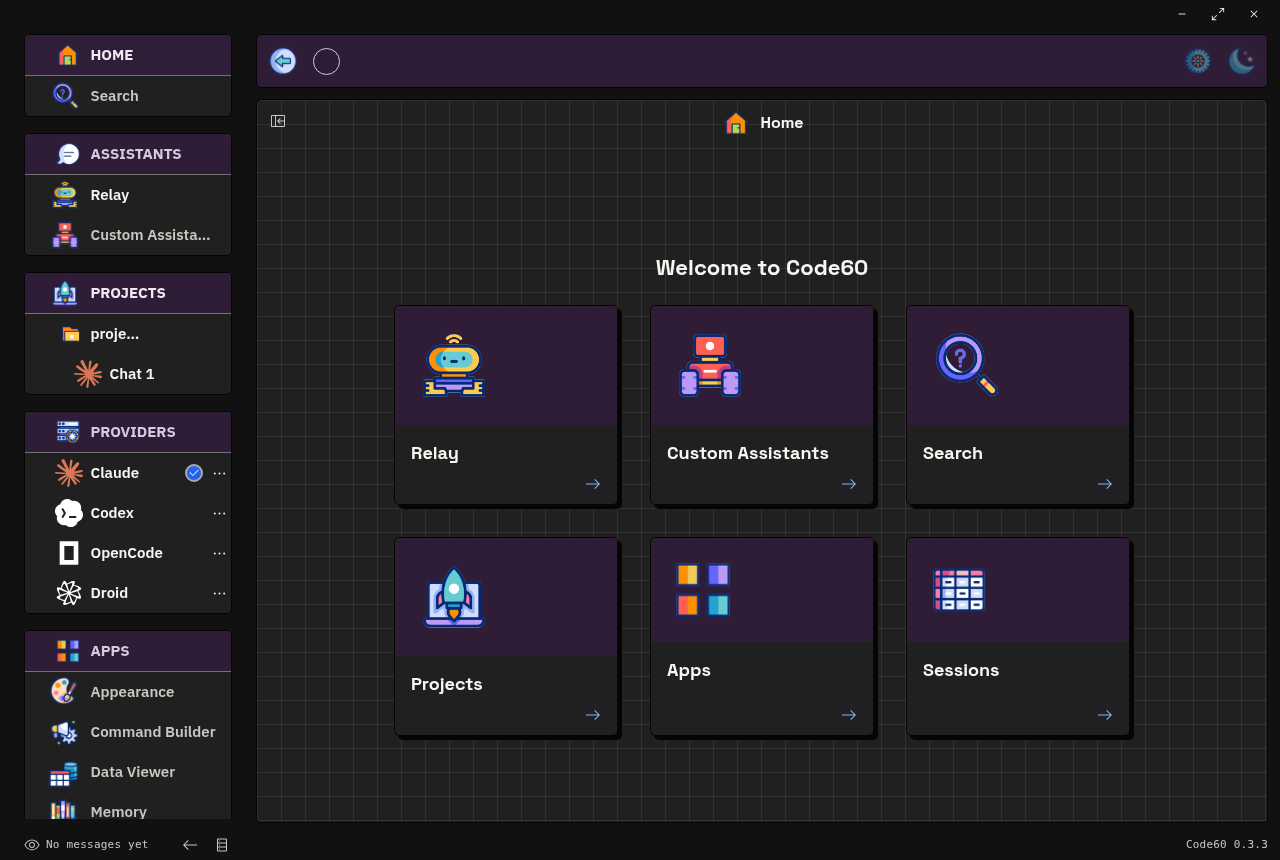 HOME
Search
ASSISTANTS
Relay
Custom Assista...
PROJECTS
proje...
Chat 1
PROVIDERS
Claude
Codex
OpenCode
Droid
APPS
Appearance
Command Builder
Data Viewer
Memory
Home
Welcome to Code60
Relay
Custom Assistants
Search
Projects
Apps
Sessions
No messages yet
Code60 0.3.3